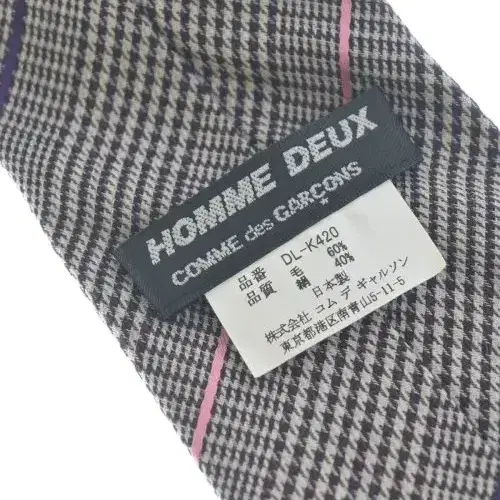 HOMME DEUX
COMME des GARÇONS
品番 DL-K420
品質 毛 60%
絹 40%
日本製
株式会社 コム デ ギャルソン
東京都港区南青山5-11-5